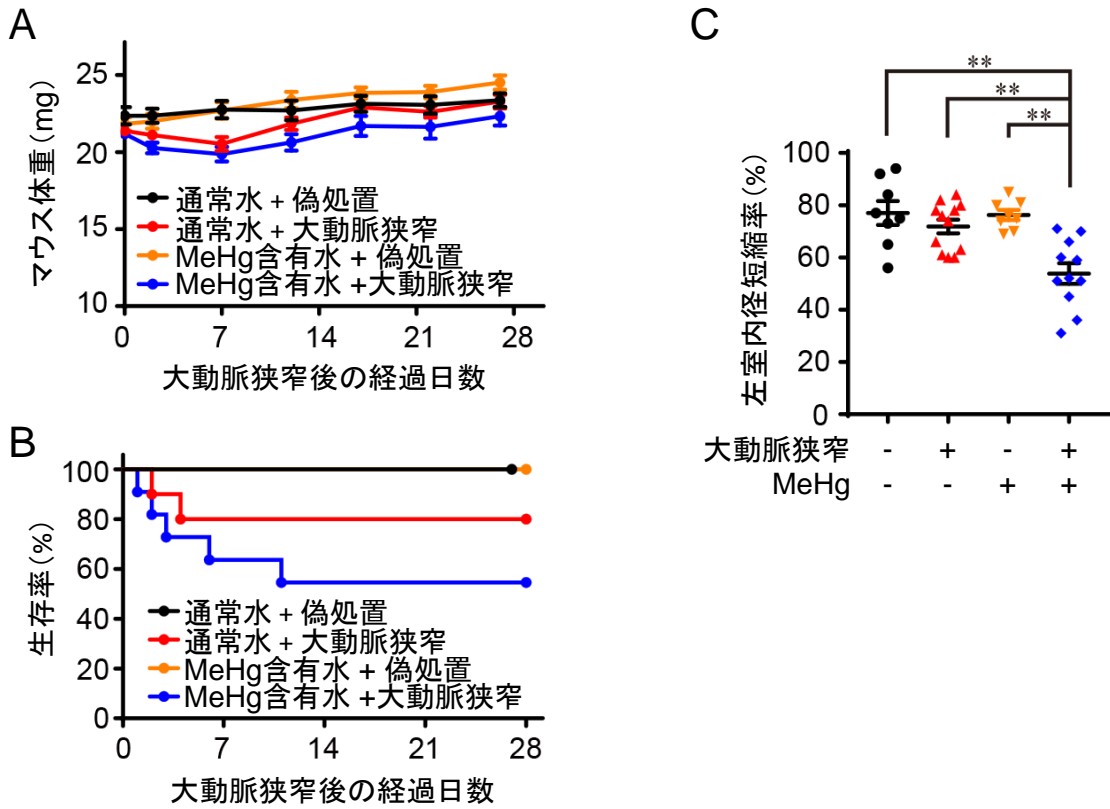 A
マウス体重(mg)
25
20
15
10
通常水 + 偽処置
通常水 + 大動脈狭窄
MeHg含有水 + 偽処置
MeHg含有水 +大動脈狭窄
0 7 14 21 28
大動脈狭窄後の経過日数
B
生存率(%)
100
80
60
40
20
0
通常水 + 偽処置
通常水 + 大動脈狭窄
MeHg含有水 + 偽処置
MeHg含有水 +大動脈狭窄
0 7 14 21 28
大動脈狭窄後の経過日数
C
**
**
**
左室内径短縮率(%)
100
80
60
40
20
0
大動脈狭窄 - + - +
MeHg - - + +